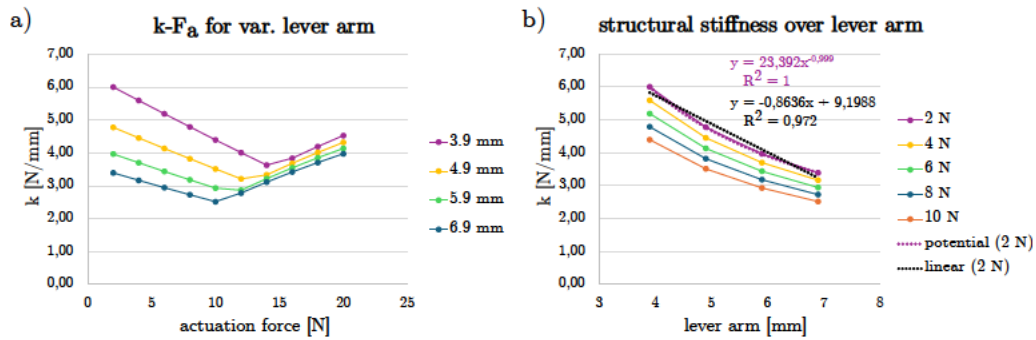 a)
k-Fa for var. lever arm
k [N/mm]
7,00
6,00
5,00
4,00
3,00
2,00
1,00
0,00
0 5 10 15 20 25
actuation force [N]
3.9 mm
4.9 mm
5.9 mm
6.9 mm
b)
structural stiffness over lever arm
y = 23,392x^-0,999
R² = 1
y = -0,8636x + 9,1988
R² = 0,972
k [N/mm]
7,00
6,00
5,00
4,00
3,00
2,00
1,00
0,00
3 4 5 6 7 8
lever arm [mm]
2 N
4 N
6 N
8 N
10 N
potential (2 N)
linear (2 N)